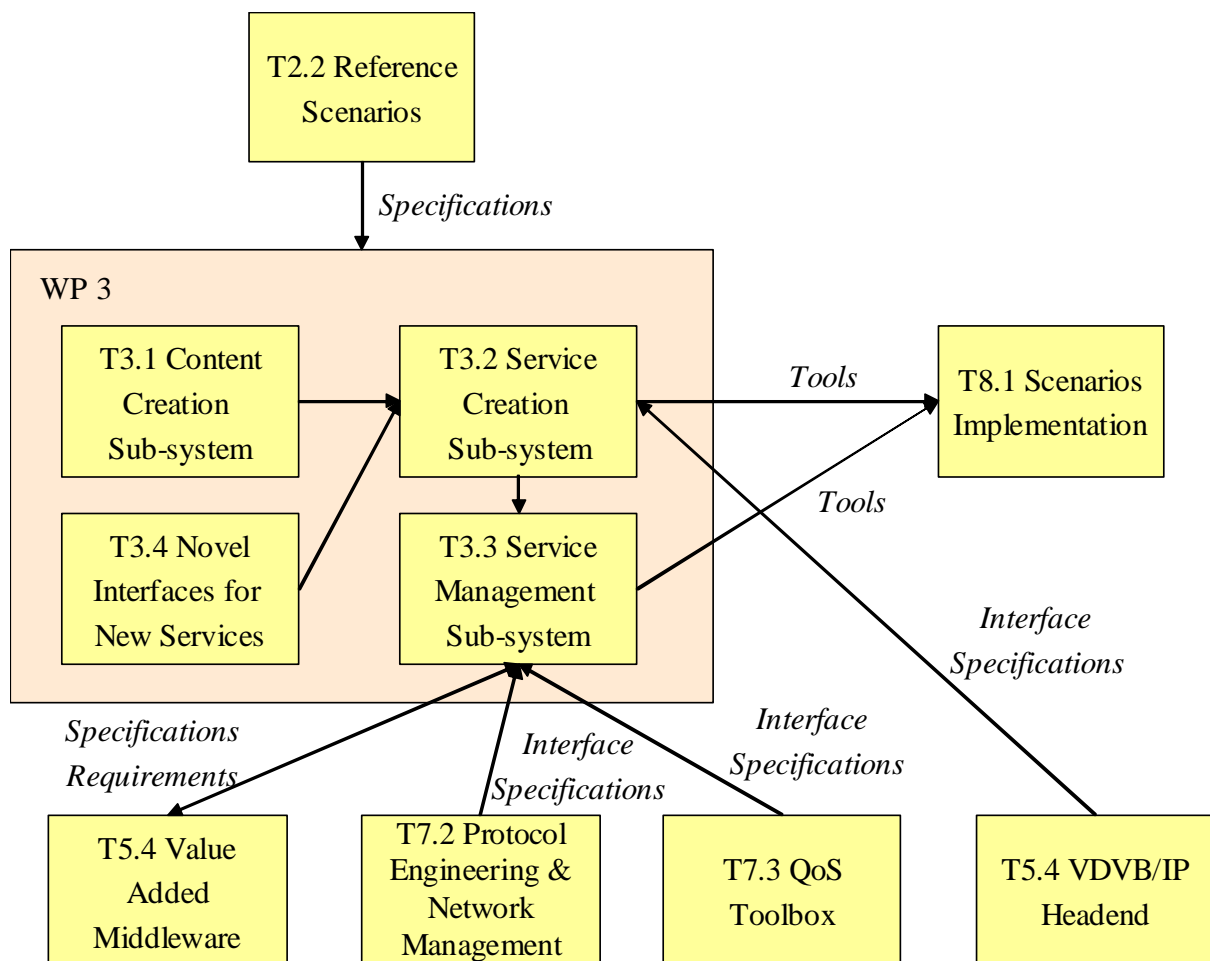 T2.2 Reference
Scenarios
Specifications
WP 3
T3.1 Content
Creation
Sub-system
T3.2 Service
Creation
Sub-system
Tools
T8.1 Scenarios
Implementation
Tools
T3.4 Novel
Interfaces for
New Services
T3.3 Service
Management
Sub-system
Interface
Specifications
Specifications
Requirements
Interface
Specifications
Interface
Specifications
T5.4 Value
Added
Middleware
T7.2 Protocol
Engineering &
Network
Management
T7.3 QoS
Toolbox
T5.4 VDVB/IP
Headend